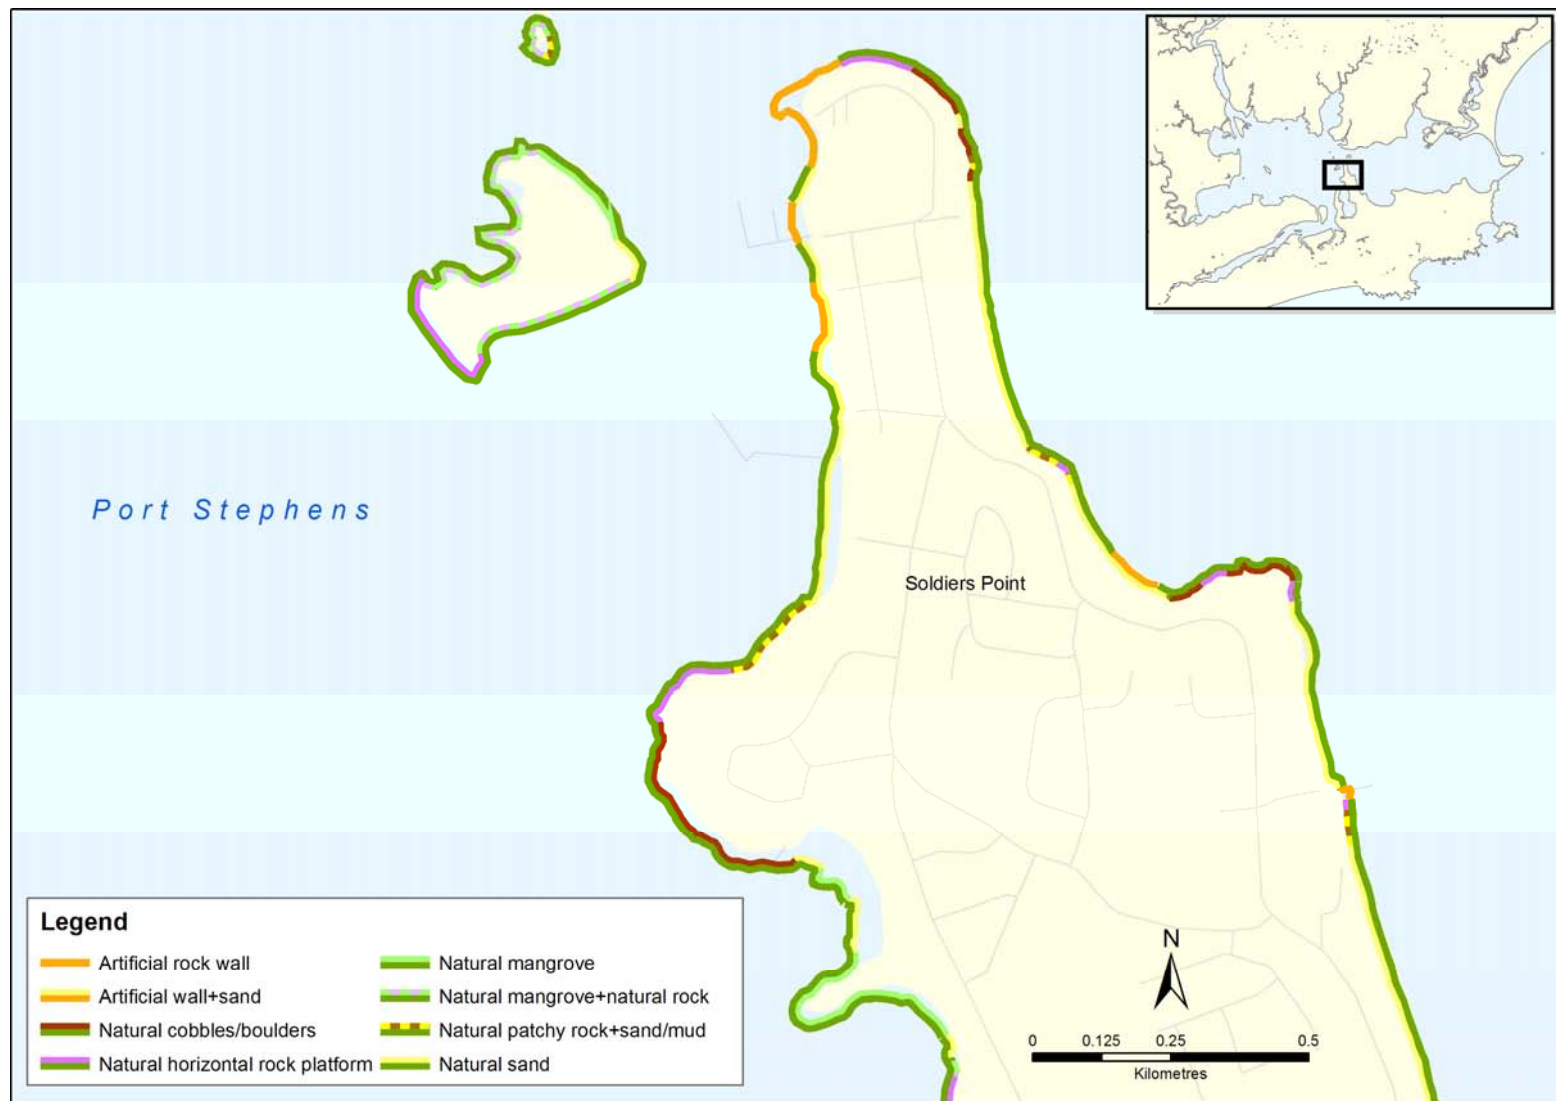 Port Stephens
Soldiers Point
Legend
Artificial rock wall
Artificial wall+sand
Natural cobbles/boulders
Natural horizontal rock platform
Natural mangrove
Natural mangrove+natural rock
Natural patchy rock+sand/mud
Natural sand
N
0 0.125 0.25 0.5
Kilometres